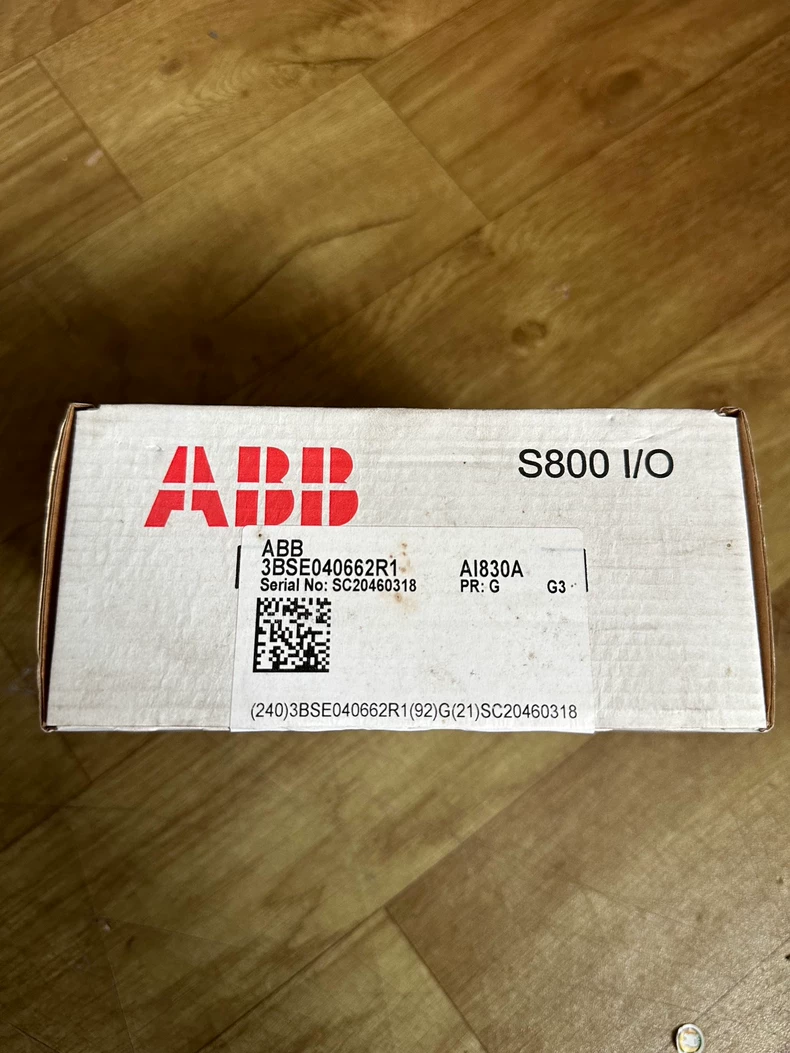 ABB
S800 I/O
ABB
3BSE040662R1 AI830A
Serial No: SC20460318 PR: G G3
(240)3BSE040662R1(92)G(21)SC20460318